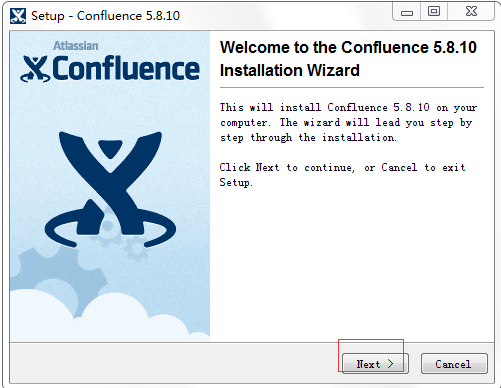 Setup - Confluence 5.8.10
Atlassian
Confluence
Welcome to the Confluence 5.8.10
Installation Wizard
This will install Confluence 5.8.10 on your
computer. The wizard will lead you step by
step through the installation.
Click Next to continue, or Cancel to exit
Setup.
Next >
Cancel